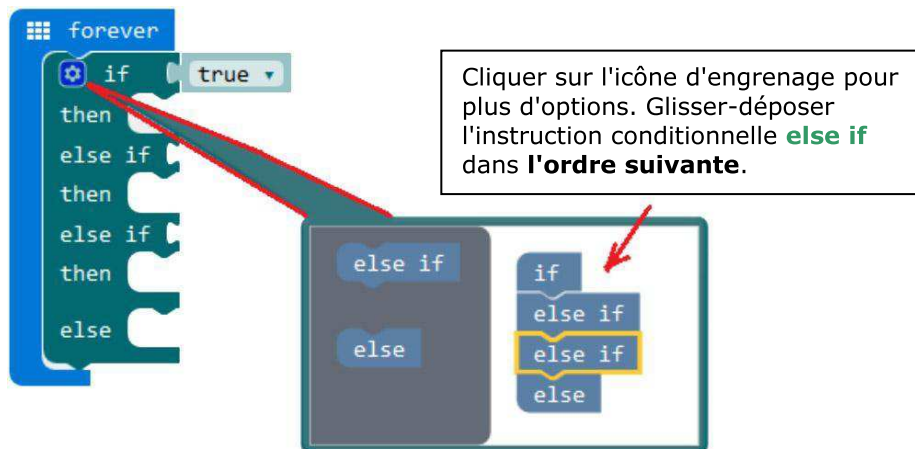 forever
if true
then
else if
then
else if
then
else
Cliquer sur l'icône d'engrenage pour
plus d'options. Glisser-déposer
l'instruction conditionnelle else if
dans l'ordre suivante.
else if
else
if
else if
else if
else